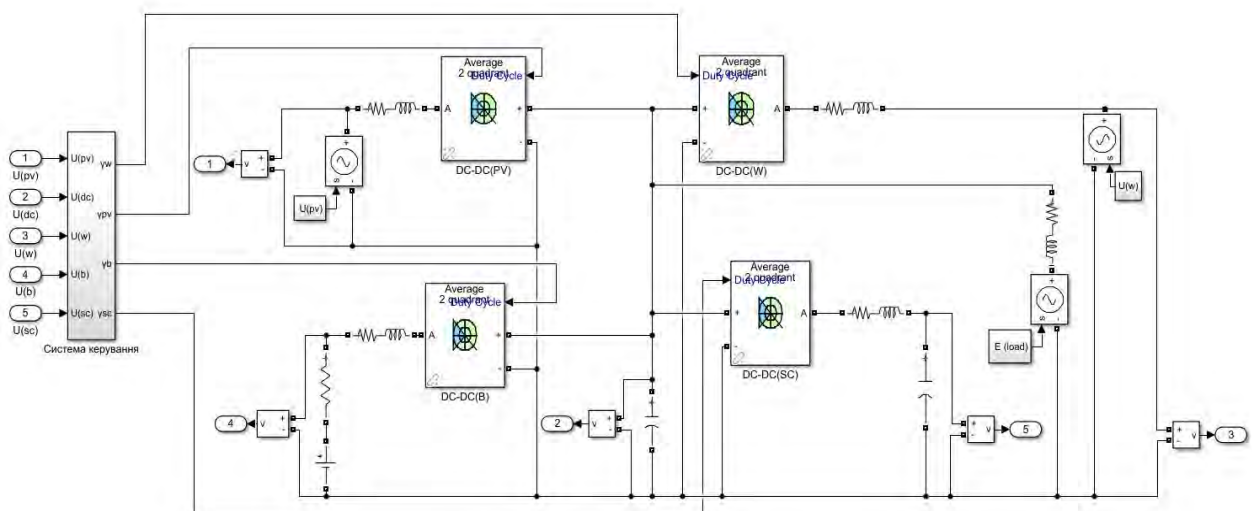 Average
2 quadrant
Duty Cycle
A
+
-
DC-DC(PV)
Average
2 quadrant
Duty Cycle
+
-
A
DC-DC(W)
1
U(pv)
2
U(dc)
3
U(w)
4
U(b)
5
U(sc)
U(pv)
U(dc)
U(w)
U(b)
U(sc)
γw
γpv
γb
γsc
Система керування
1
v
+
-
+
s
-
U(pv)
+
-
s
U(w)
Average
2 quadrant
Duty Cycle
A
+
-
DC-DC(B)
Average
2 quadrant
Duty Cycle
+
-
A
DC-DC(SC)
+
s
-
E (load)
4
v
+
-
+
2
v
+
-
+
+
+
-
v
5
+
-
v
3